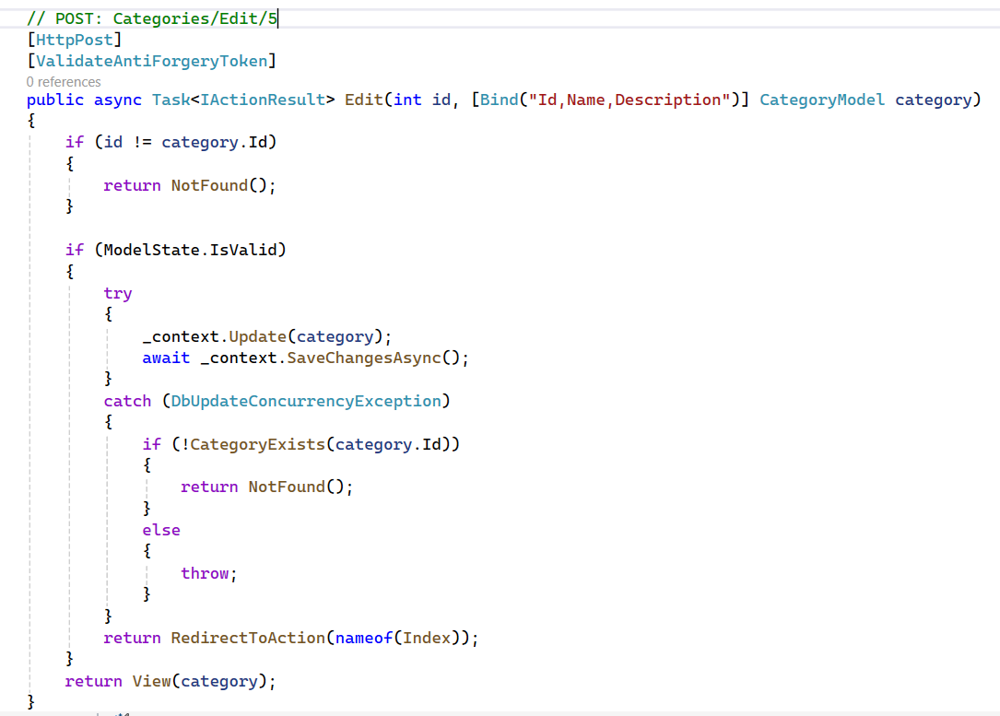 // POST: Categories/Edit/5
[HttpPost]
[ValidateAntiForgeryToken]
0 references
public async Task<IActionResult> Edit(int id, [Bind("Id,Name,Description")] CategoryModel category)
{
    if (id != category.Id)
    {
        return NotFound();
    }

    if (ModelState.IsValid)
    {
        try
        {
            _context.Update(category);
            await _context.SaveChangesAsync();
        }
        catch (DbUpdateConcurrencyException)
        {
            if (!CategoryExists(category.Id))
            {
                return NotFound();
            }
            else
            {
                throw;
            }
        }
        return RedirectToAction(nameof(Index));
    }
    return View(category);
}